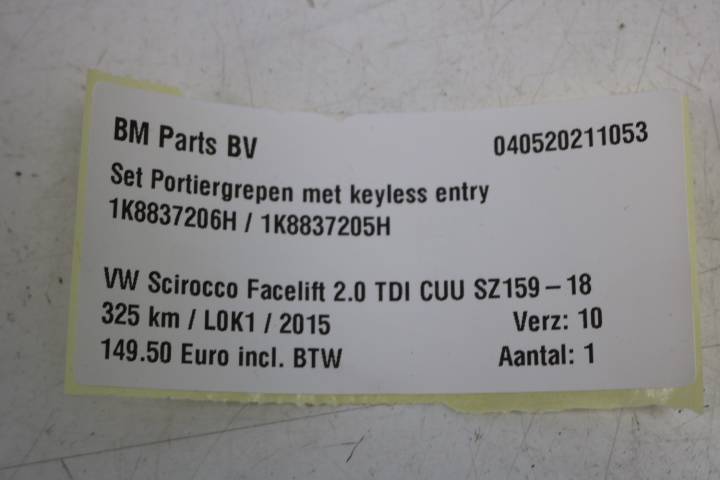 BM Parts BV 040520211053
Set Portiergrepen met keyless entry
1K8837206H / 1K8837205H
VW Scirocco Facelift 2.0 TDI CUU SZ159 – 18
325 km / L0K1 / 2015 Verz: 10
149.50 Euro incl. BTW Aantal: 1